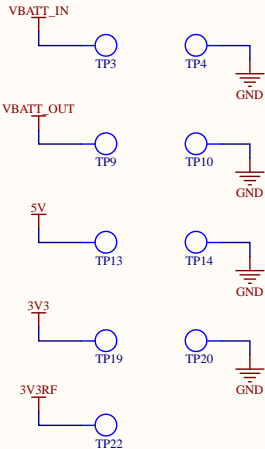 VBATT_IN
TP3
TP4
GND
VBATT_OUT
TP9
TP10
GND
5V
TP13
TP14
GND
3V3
TP19
TP20
GND
3V3RF
TP22